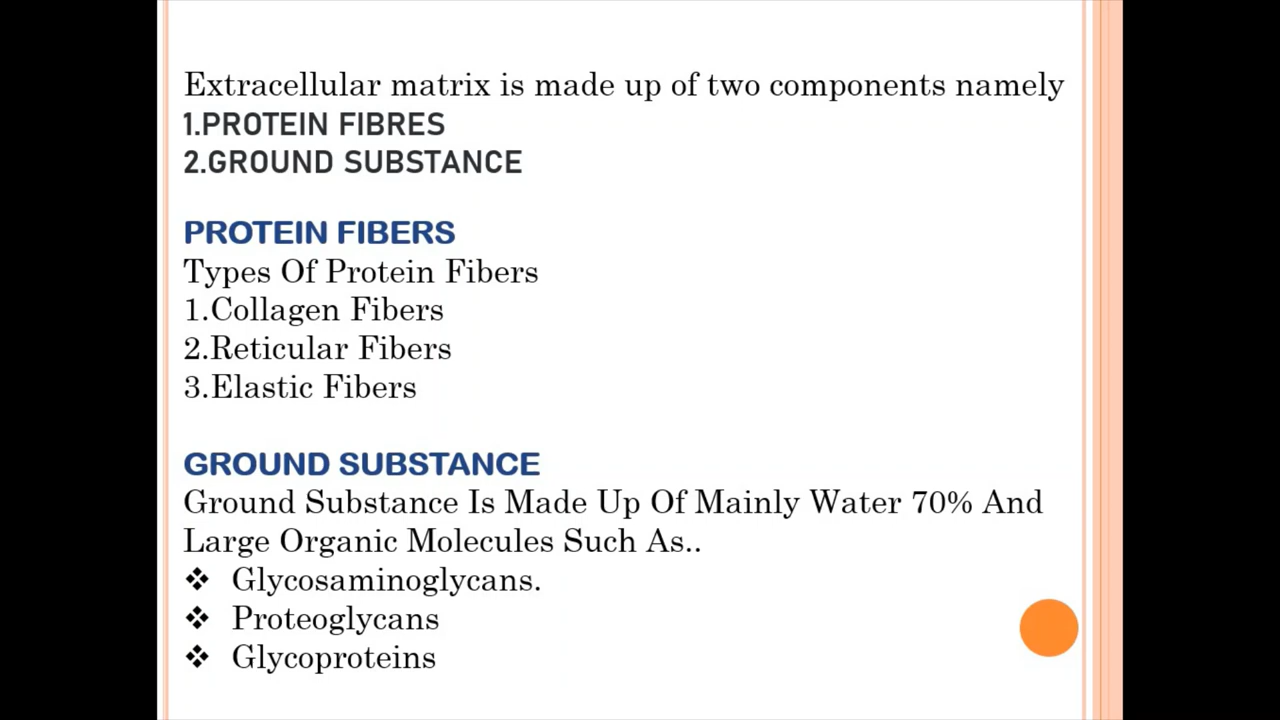 Extracellular matrix is made up of two components namely
1.PROTEIN FIBRES
2.GROUND SUBSTANCE
PROTEIN FIBERS
Types Of Protein Fibers
1.Collagen Fibers
2.Reticular Fibers
3.Elastic Fibers
GROUND SUBSTANCE
Ground Substance Is Made Up Of Mainly Water 70% And
Large Organic Molecules Such As..
❖ Glycosaminoglycans.
❖ Proteoglycans
❖ Glycoproteins